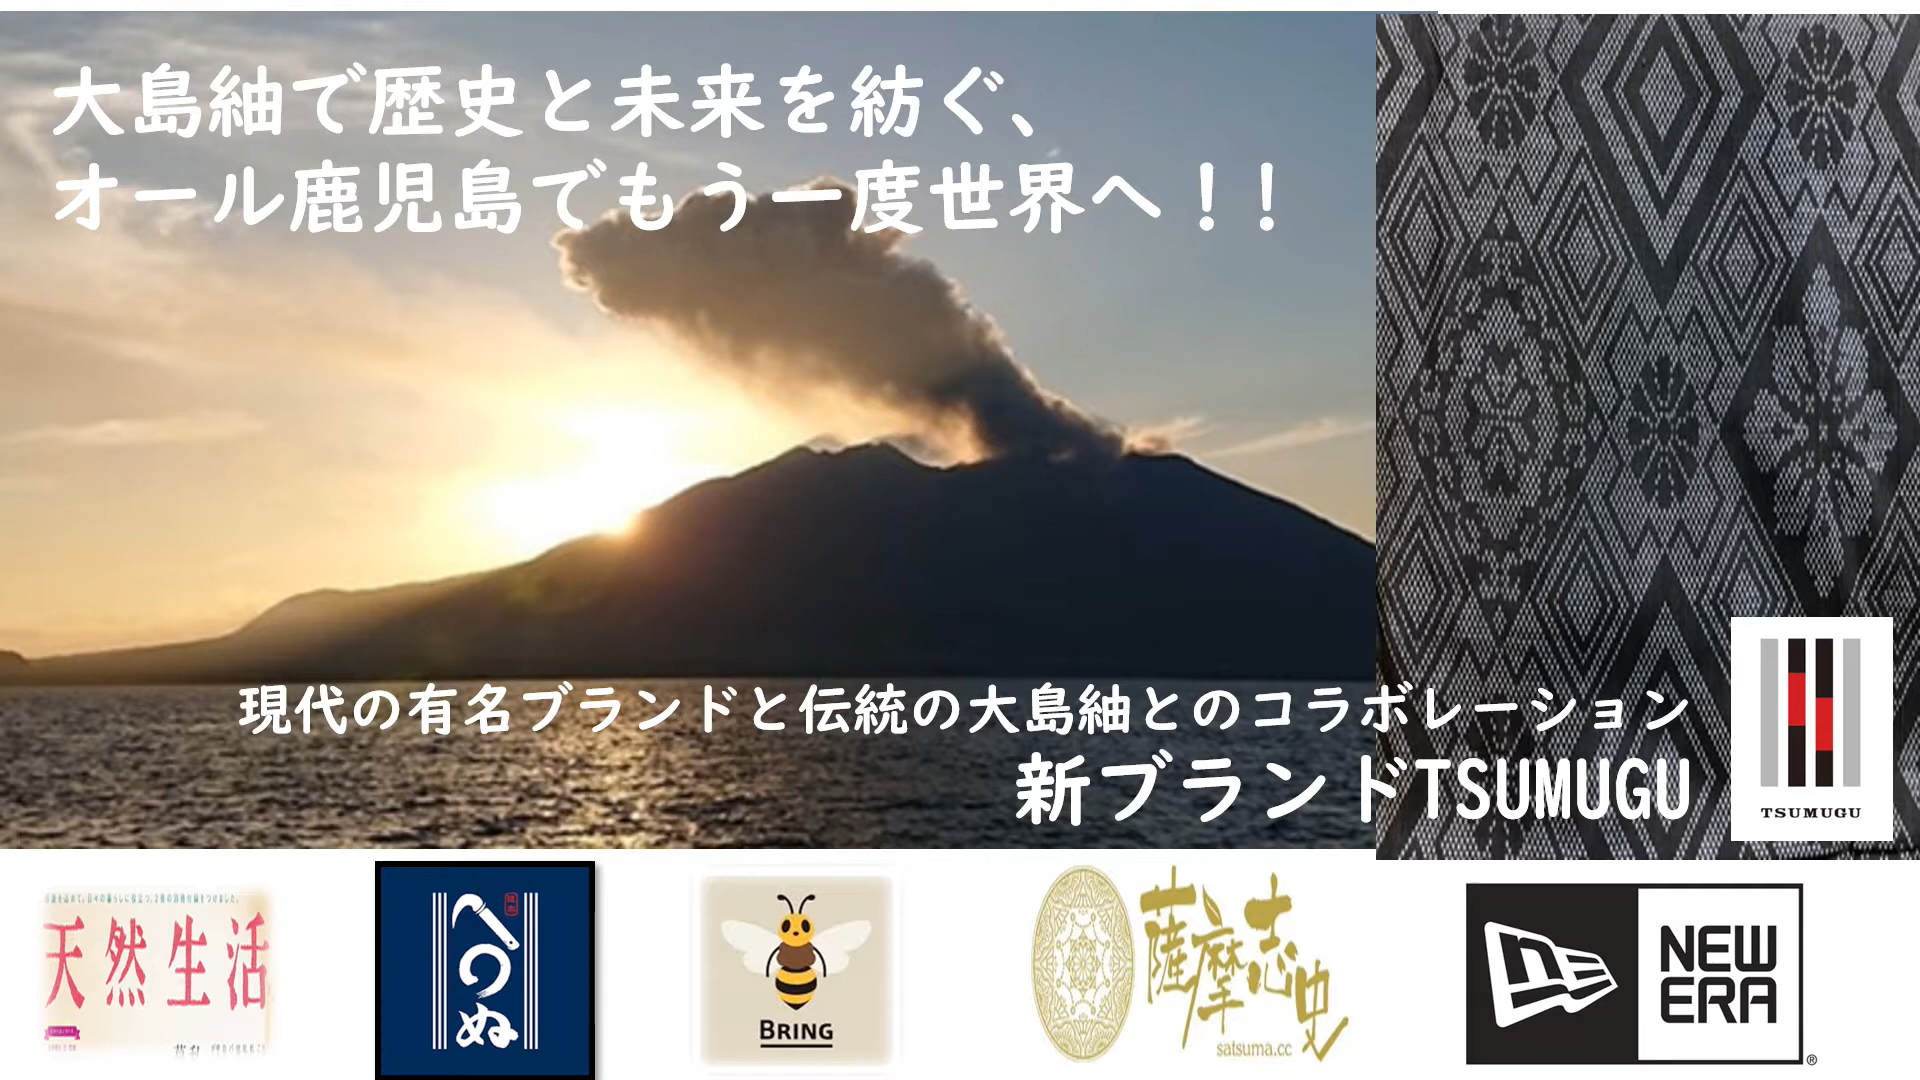 大島紬で歴史と未来を紡ぐ、
オール鹿児島でもう一度世界へ！！
現代の有名ブランドと伝統の大島紬とのコラボレーション
新ブランドTSUMUGU
TSUMUGU
天然生活
へのぬ
BRING
薩摩志史
satsuma.cc
NEW
ERA
®